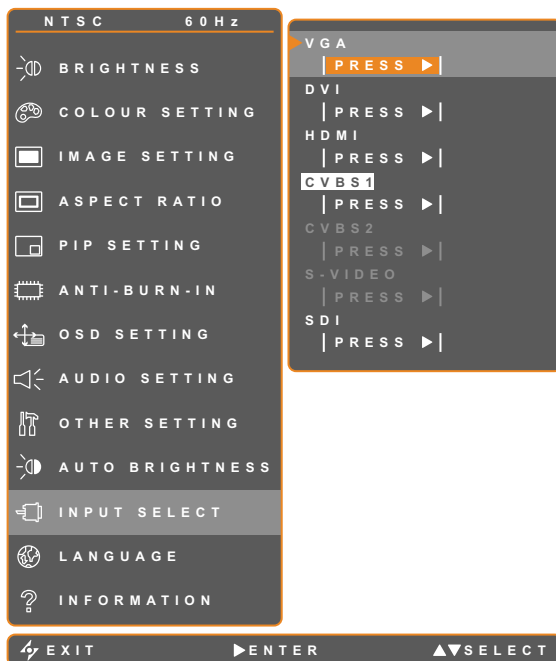 NTSC 60Hz
BRIGHTNESS
COLOUR SETTING
IMAGE SETTING
ASPECT RATIO
PIP SETTING
ANTI-BURN-IN
OSD SETTING
AUDIO SETTING
OTHER SETTING
AUTO BRIGHTNESS
INPUT SELECT
LANGUAGE
INFORMATION
VGA
PRESS ▶
DVI
PRESS ▶
HDMI
PRESS ▶
CVBS1
PRESS ▶
CVBS2
PRESS ▶
S-VIDEO
PRESS ▶
SDI
PRESS ▶
EXIT ▶ENTER ▲▼SELECT